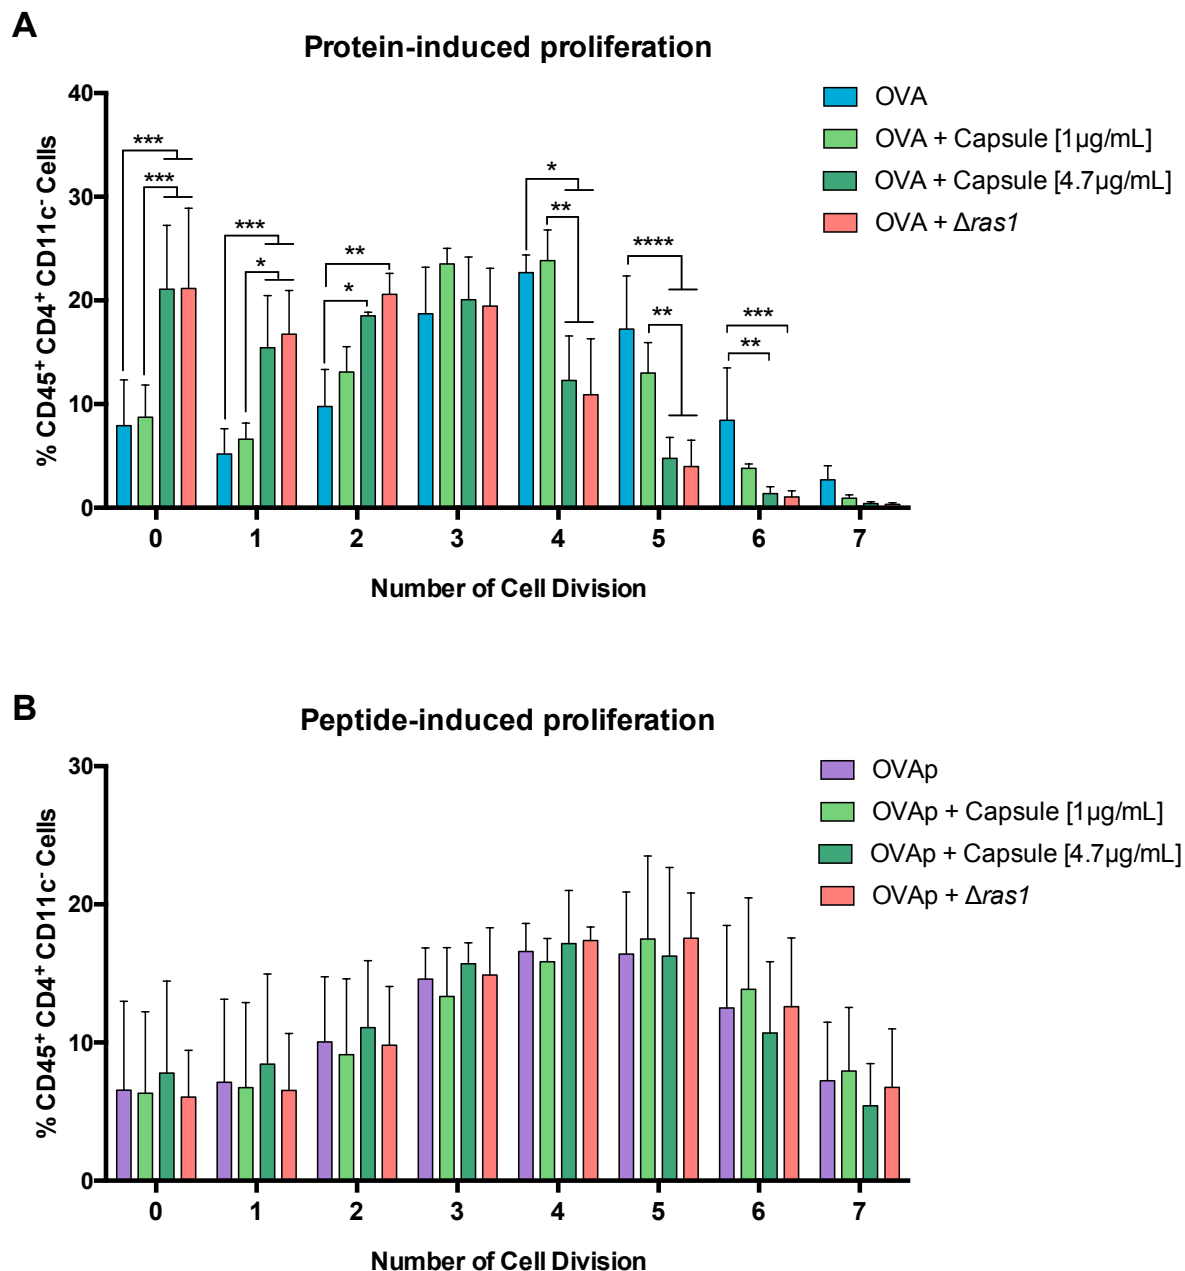 A
Protein-induced proliferation
% CD45⁺ CD4⁺ CD11c⁻ Cells
40
30
20
10
0
*** *** *** * ** * * ** **** ** *** **
0 1 2 3 4 5 6 7
Number of Cell Division
OVA
OVA + Capsule [1µg/mL]
OVA + Capsule [4.7µg/mL]
OVA + Δras1
B
Peptide-induced proliferation
% CD45⁺ CD4⁺ CD11c⁻ Cells
30
20
10
0
0 1 2 3 4 5 6 7
Number of Cell Division
OVAp
OVAp + Capsule [1µg/mL]
OVAp + Capsule [4.7µg/mL]
OVAp + Δras1